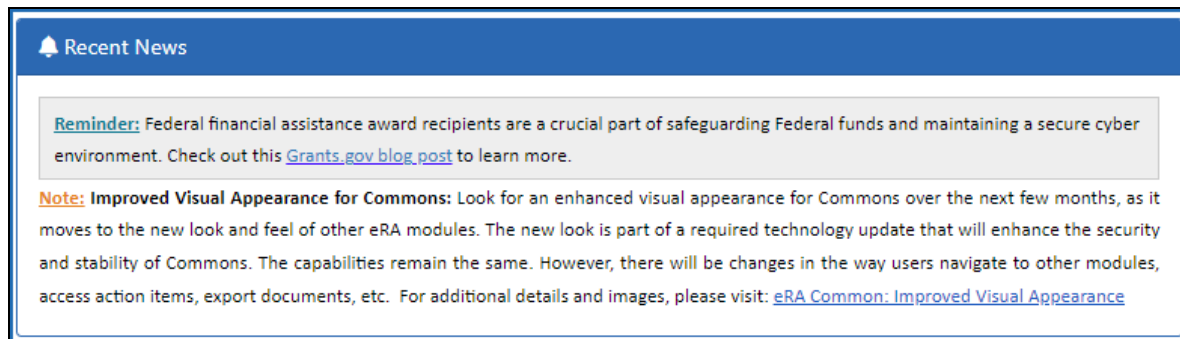 Recent News
Reminder: Federal financial assistance award recipients are a crucial part of safeguarding Federal funds and maintaining a secure cyber
environment. Check out this Grants.gov blog post to learn more.
Note: Improved Visual Appearance for Commons: Look for an enhanced visual appearance for Commons over the next few months, as it
moves to the new look and feel of other eRA modules. The new look is part of a required technology update that will enhance the security
and stability of Commons. The capabilities remain the same. However, there will be changes in the way users navigate to other modules,
access action items, export documents, etc.  For additional details and images, please visit: eRA Common: Improved Visual Appearance